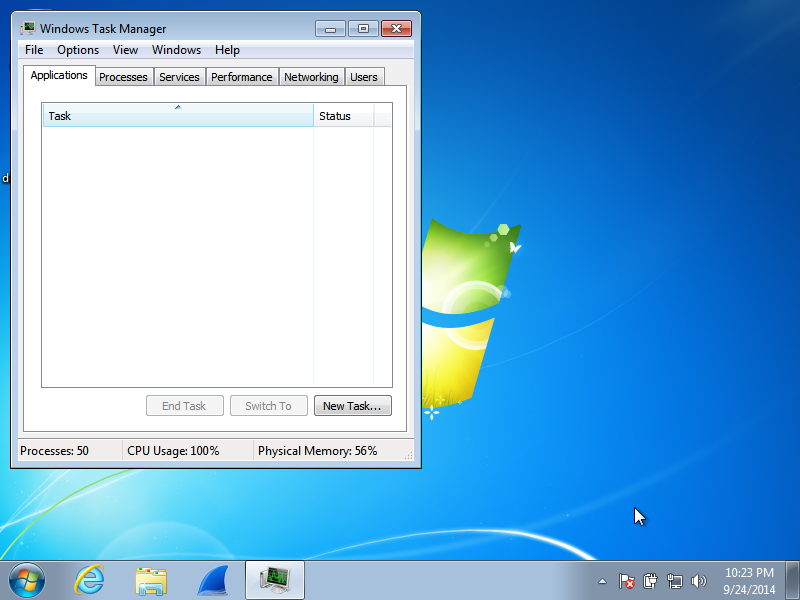 Windows Task Manager
File Options View Windows Help
Applications Processes Services Performance Networking Users
Task Status
d
End Task Switch To New Task...
Processes: 50 CPU Usage: 100% Physical Memory: 56%
10:23 PM
9/24/2014